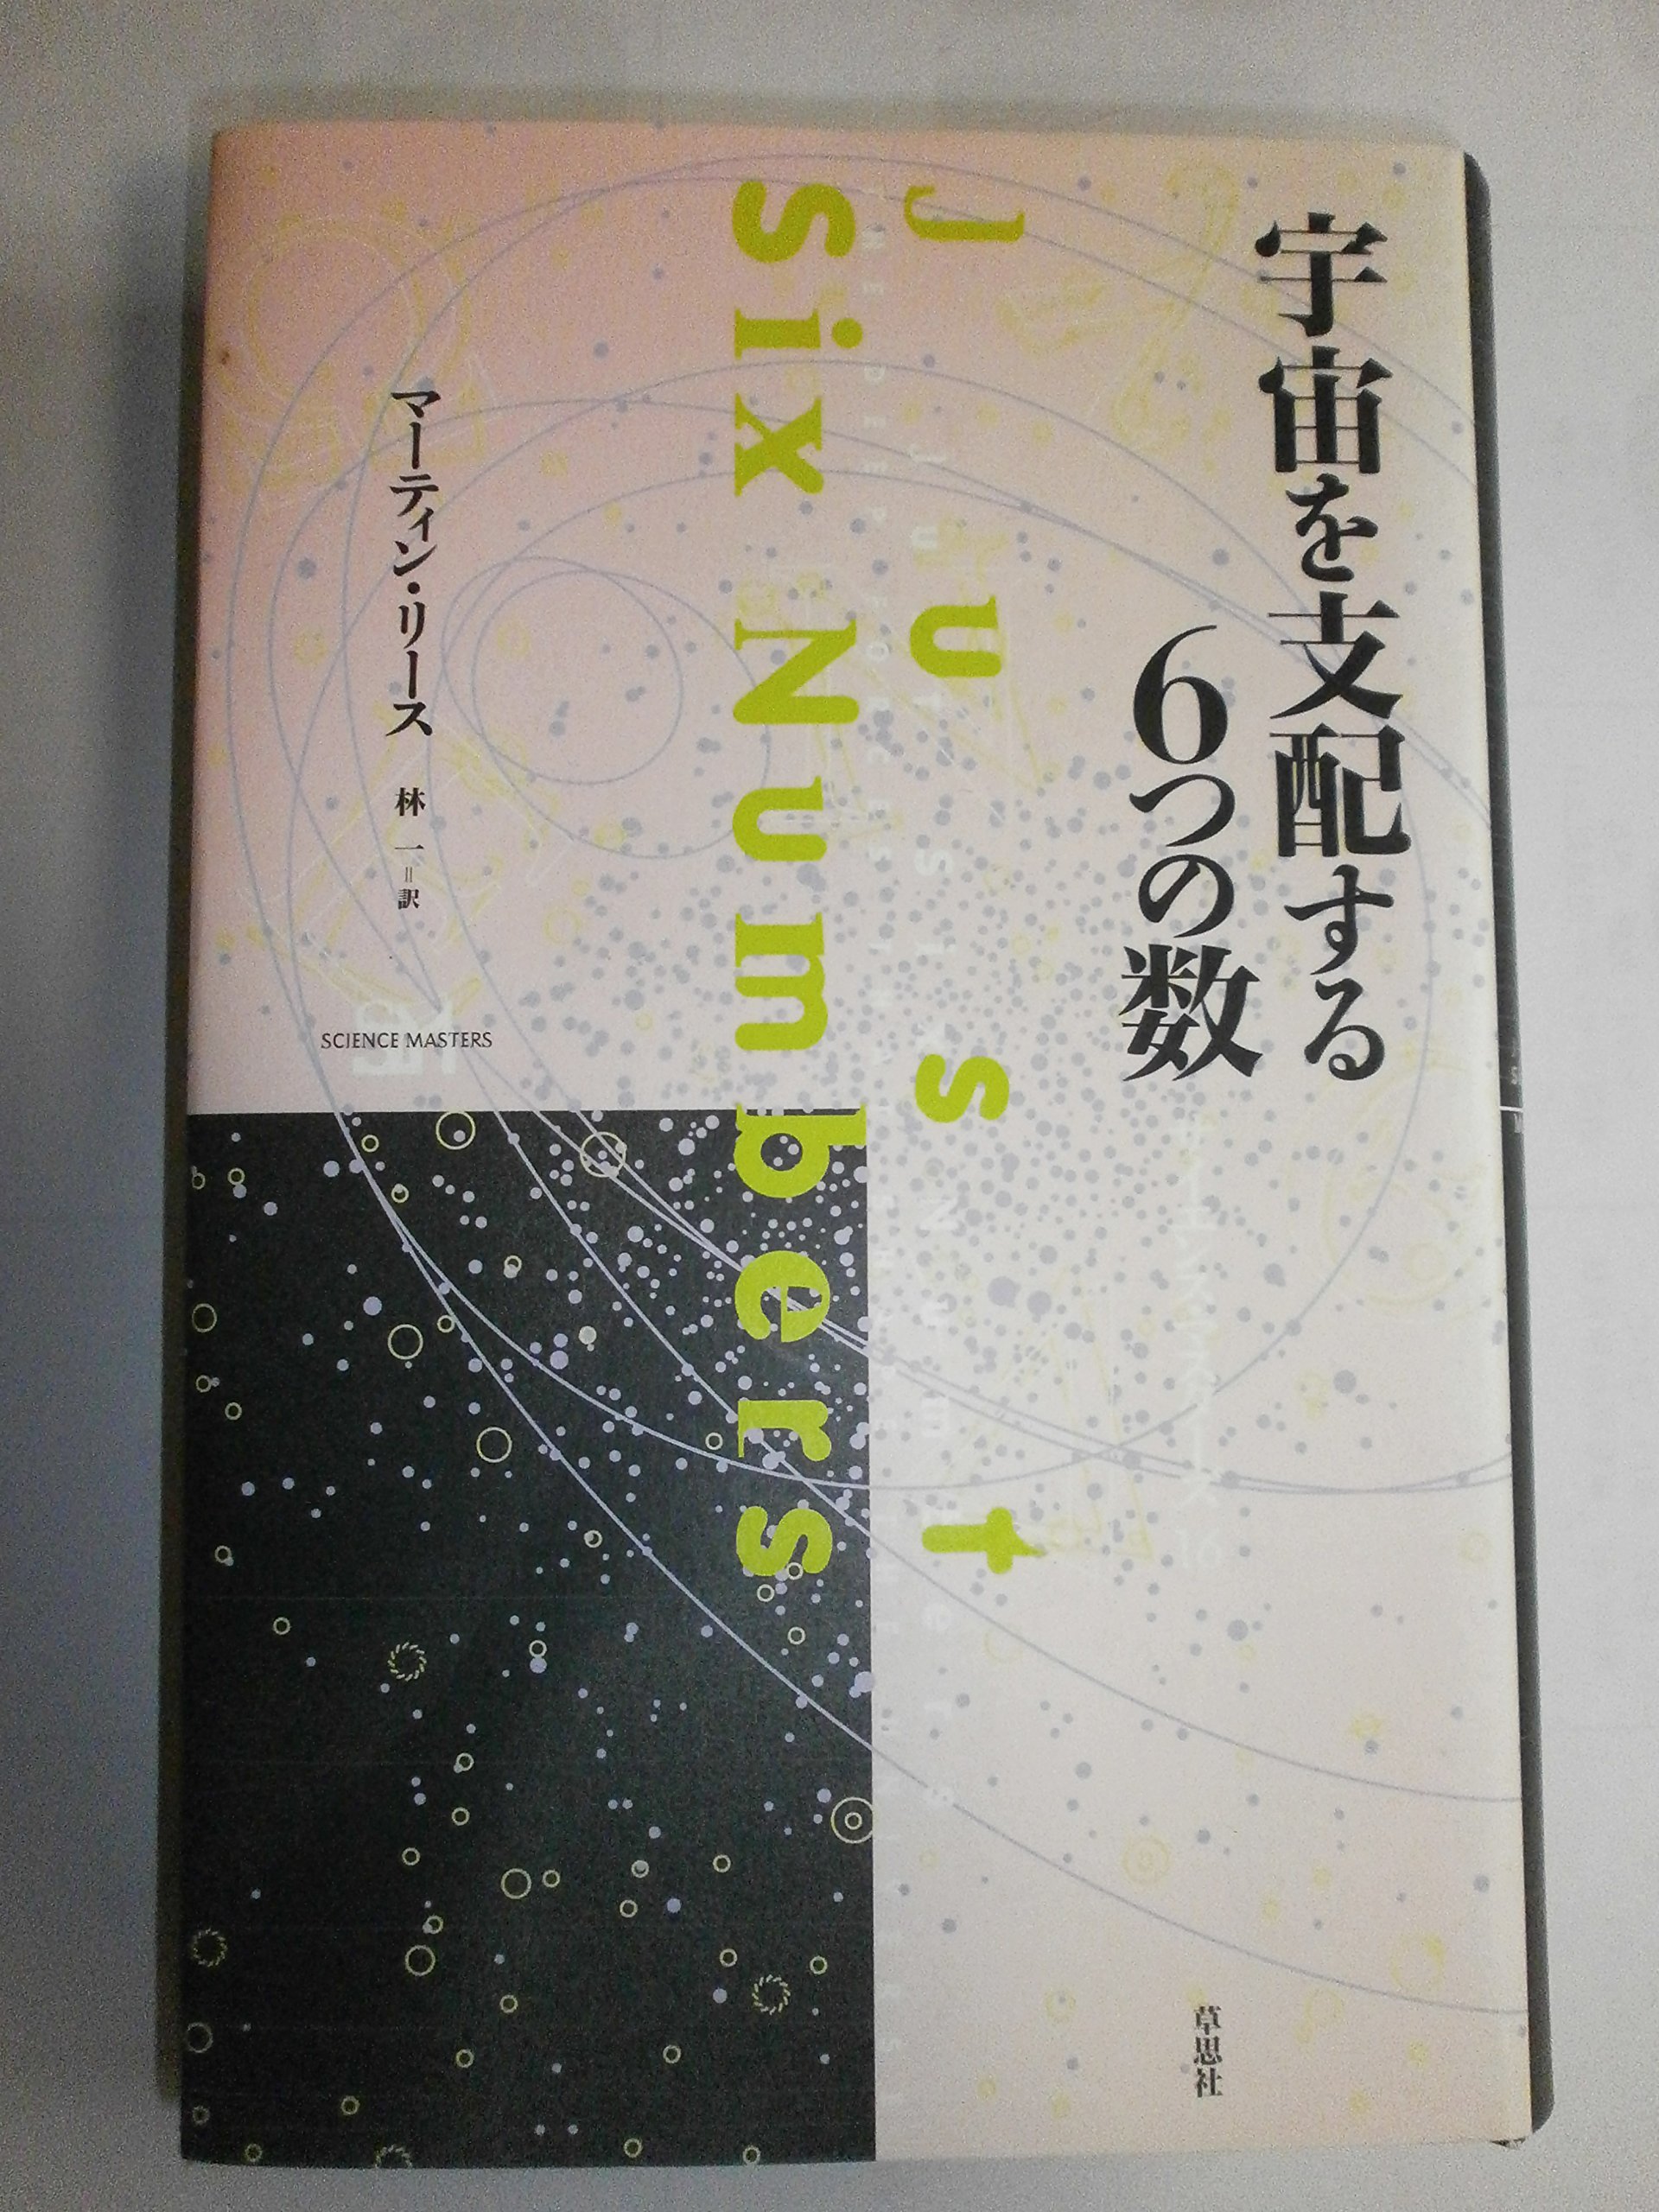 宇宙を支配する
6つの数
Just
Six Numbers
マーティン・リース 林 一=訳
SCIENCE MASTERS
草思社